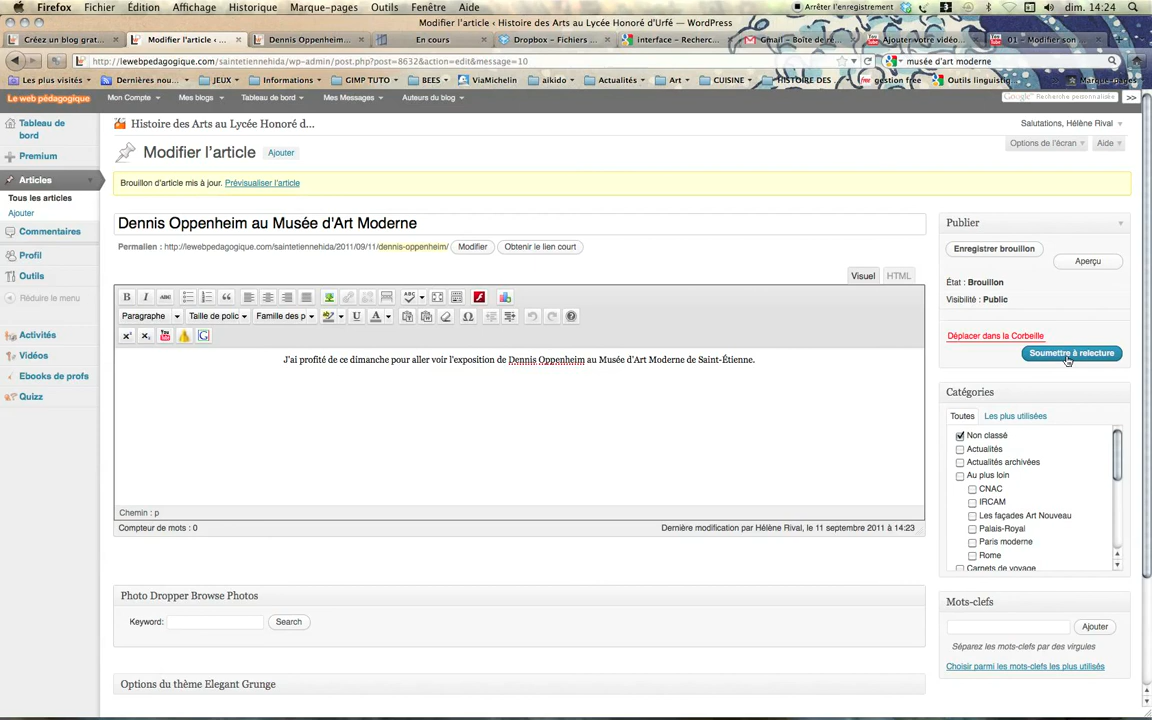 Firefox Fichier Édition Affichage Historique Marque-pages Outils Fenêtre Aide Arrêter l'enregistrement dim. 14:24
Modifier l'article ‹ Histoire des Arts au Lycée Honoré d'Urfé — WordPress
Créez un blog grat... Modifier l'article ‹ ... Dennis Oppenheim... En cours Dropbox – Fichiers ... interface – Recherc... Gmail – Boîte de ré... Ajouter votre vidéo... 01 – Modifier son ...
http://lewebpedagogique.com/saintetiennehida/wp-admin/post.php?post=8632&action=edit&message=10 musée d'art moderne
Les plus visités Dernières nou... JEUX Informations GIMP TUTO BEES ViaMichelin aikido Actualités Art CUISINE HISTOIRE DES gestion free Outils linguistiq... Marque-pages
Le web pédagogique Mon Compte Mes blogs Tableau de bord Mes Messages Auteurs du blog Google Recherche personnalisée >>
Tableau de bord
Premium
Articles
Tous les articles
Ajouter
Commentaires
Profil
Outils
Réduire le menu
Activités
Vidéos
Ebooks de profs
Quizz
Histoire des Arts au Lycée Honoré d... Salutations, Hélène Rival
Modifier l'article Ajouter Options de l'écran Aide
Brouillon d'article mis à jour. Prévisualiser l'article
Dennis Oppenheim au Musée d'Art Moderne
Permalien : http://lewebpedagogique.com/saintetiennehida/2011/09/11/dennis-oppenheim/ Modifier Obtenir le lien court
Visuel HTML
B I ABC
Paragraphe Taille de polic Famille des p U A
J'ai profité de ce dimanche pour aller voir l'exposition de Dennis Oppenheim au Musée d'Art Moderne de Saint-Étienne.
Chemin : p
Compteur de mots : 0 Dernière modification par Hélène Rival, le 11 septembre 2011 à 14:23
Photo Dropper Browse Photos
Keyword: Search
Options du thème Elegant Grunge
Publier
Enregistrer brouillon
Aperçu
État : Brouillon
Visibilité : Public
Déplacer dans la Corbeille
Soumettre à relecture
Catégories
Toutes Les plus utilisées
Non classé
Actualités
Actualités archivées
Au plus loin
CNAC
IRCAM
Les façades Art Nouveau
Palais-Royal
Paris moderne
Rome
Carnets de voyage
Mots-clefs
Ajouter
Séparez les mots-clefs par des virgules
Choisir parmi les mots-clefs les plus utilisés